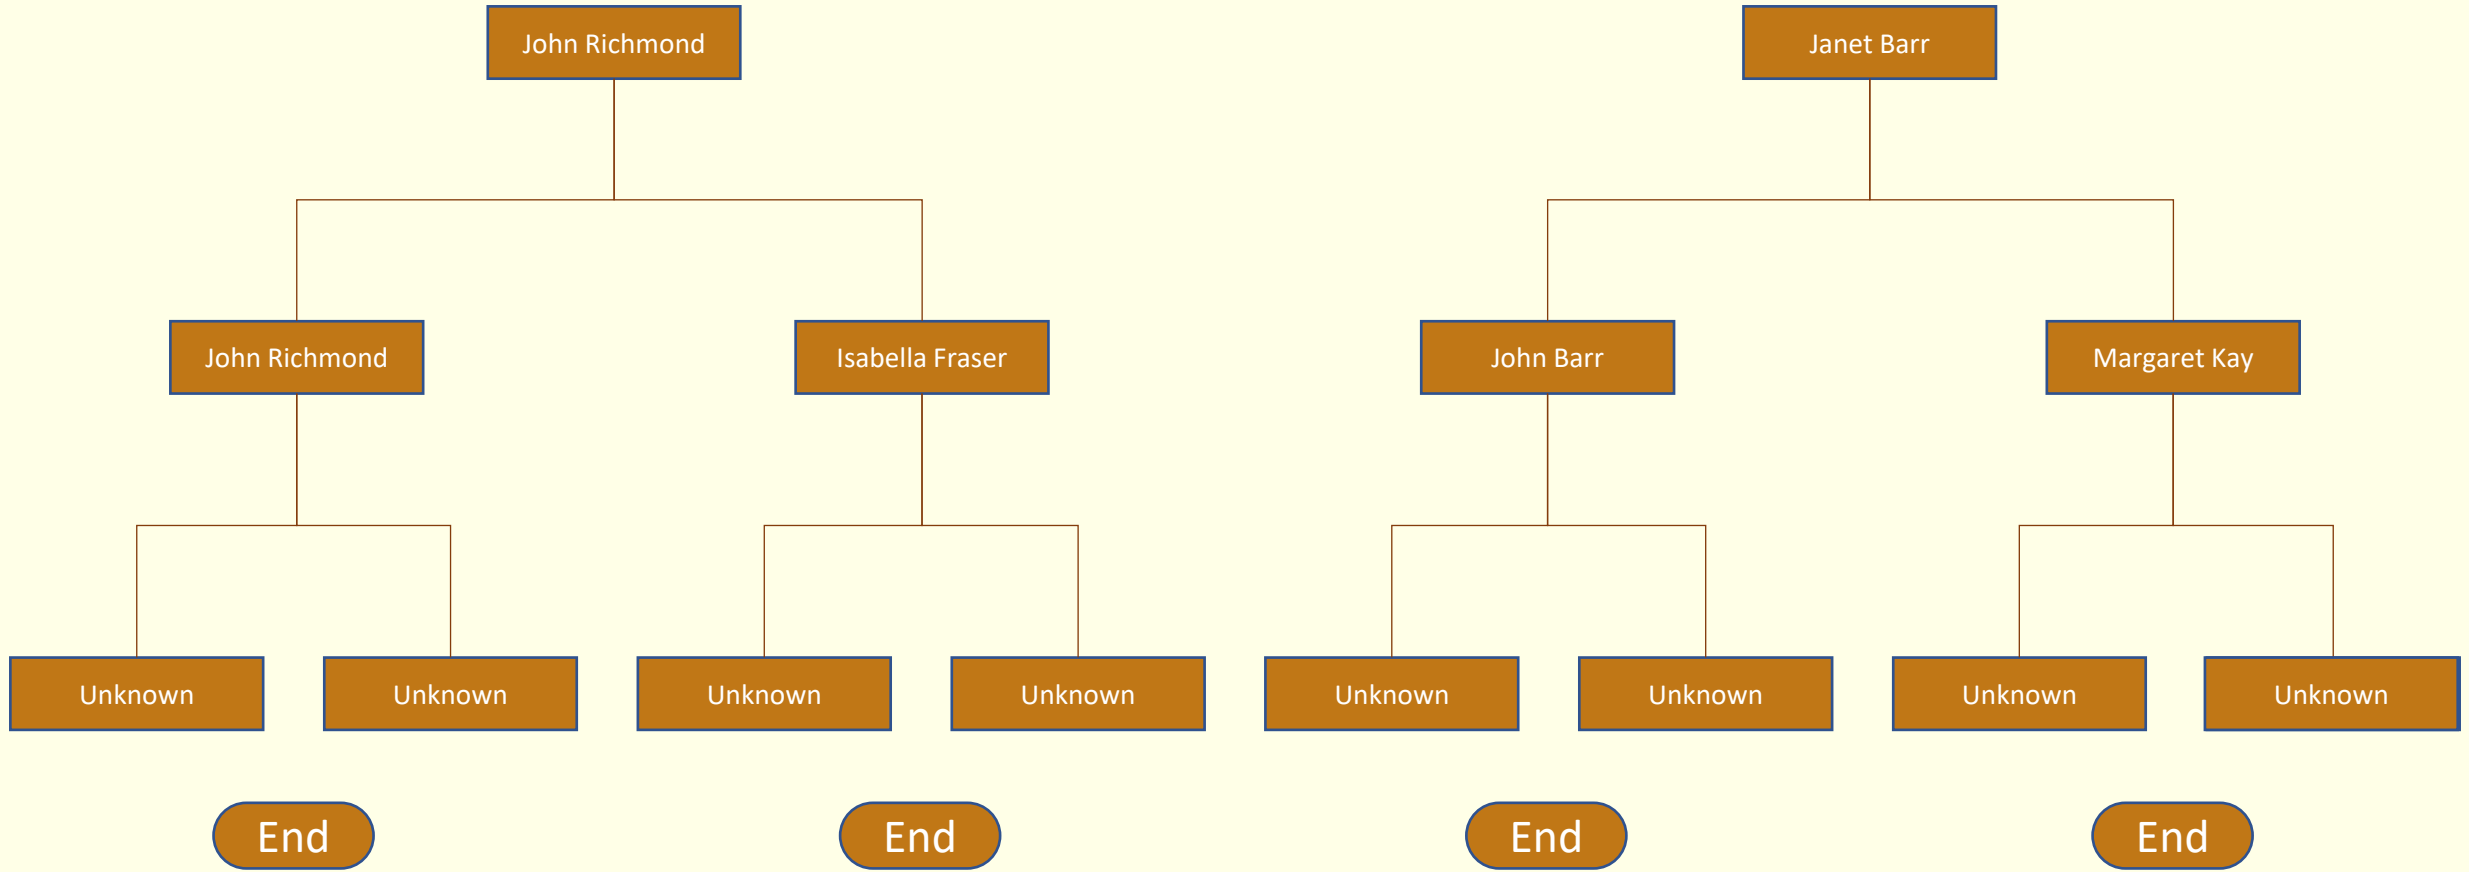 John Richmond
Janet Barr
John Richmond
Isabella Fraser
John Barr
Margaret Kay
Unknown
Unknown
Unknown
Unknown
Unknown
Unknown
Unknown
Unknown
End
End
End
End